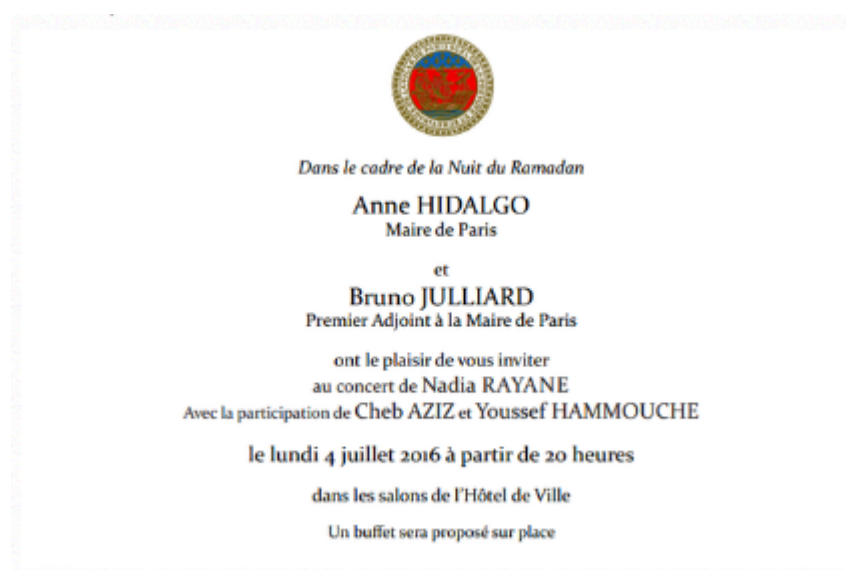 Dans le cadre de la Nuit du Ramadan
Anne HIDALGO
Maire de Paris
et
Bruno JULLIARD
Premier Adjoint à la Maire de Paris
ont le plaisir de vous inviter
au concert de Nadia RAYANE
Avec la participation de Cheb AZIZ et Youssef HAMMOUCHE
le lundi 4 juillet 2016 à partir de 20 heures
dans les salons de l'Hôtel de Ville
Un buffet sera proposé sur place